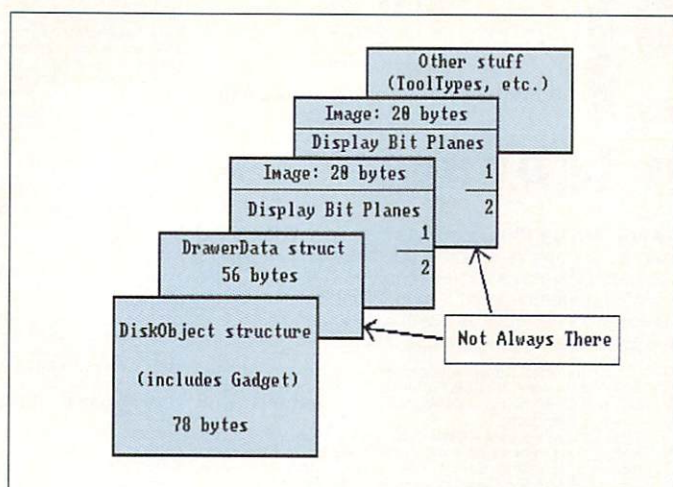 Other stuff
(ToolTypes, etc.)
Image: 20 bytes
Display Bit Planes
1
2
Image: 20 bytes
Display Bit Planes
1
2
DrawerData struct
56 bytes
DiskObject structure
(includes Gadget)
78 bytes
Not Always There